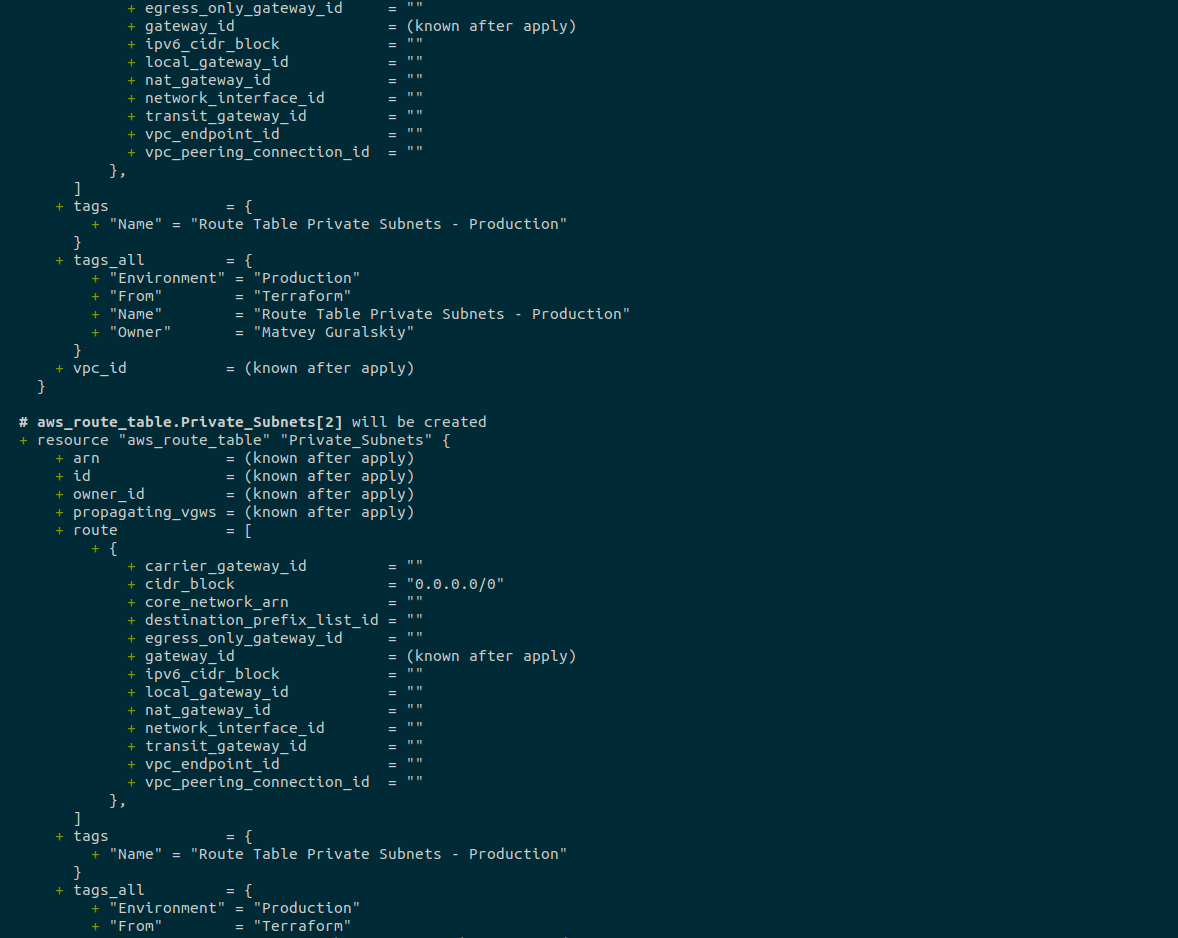 + egress_only_gateway_id     = ""
+ gateway_id                 = (known after apply)
+ ipv6_cidr_block            = ""
+ local_gateway_id           = ""
+ nat_gateway_id             = ""
+ network_interface_id       = ""
+ transit_gateway_id         = ""
+ vpc_endpoint_id            = ""
+ vpc_peering_connection_id  = ""
},
]
+ tags             = {
+ "Name" = "Route Table Private Subnets - Production"
}
+ tags_all         = {
+ "Environment" = "Production"
+ "From"        = "Terraform"
+ "Name"        = "Route Table Private Subnets - Production"
+ "Owner"       = "Matvey Guralskiy"
}
+ vpc_id           = (known after apply)
}
# aws_route_table.Private_Subnets[2] will be created
+ resource "aws_route_table" "Private_Subnets" {
+ arn              = (known after apply)
+ id               = (known after apply)
+ owner_id         = (known after apply)
+ propagating_vgws = (known after apply)
+ route            = [
+ {
+ carrier_gateway_id         = ""
+ cidr_block                 = "0.0.0.0/0"
+ core_network_arn           = ""
+ destination_prefix_list_id = ""
+ egress_only_gateway_id     = ""
+ gateway_id                 = (known after apply)
+ ipv6_cidr_block            = ""
+ local_gateway_id           = ""
+ nat_gateway_id             = ""
+ network_interface_id       = ""
+ transit_gateway_id         = ""
+ vpc_endpoint_id            = ""
+ vpc_peering_connection_id  = ""
},
]
+ tags             = {
+ "Name" = "Route Table Private Subnets - Production"
}
+ tags_all         = {
+ "Environment" = "Production"
+ "From"        = "Terraform"